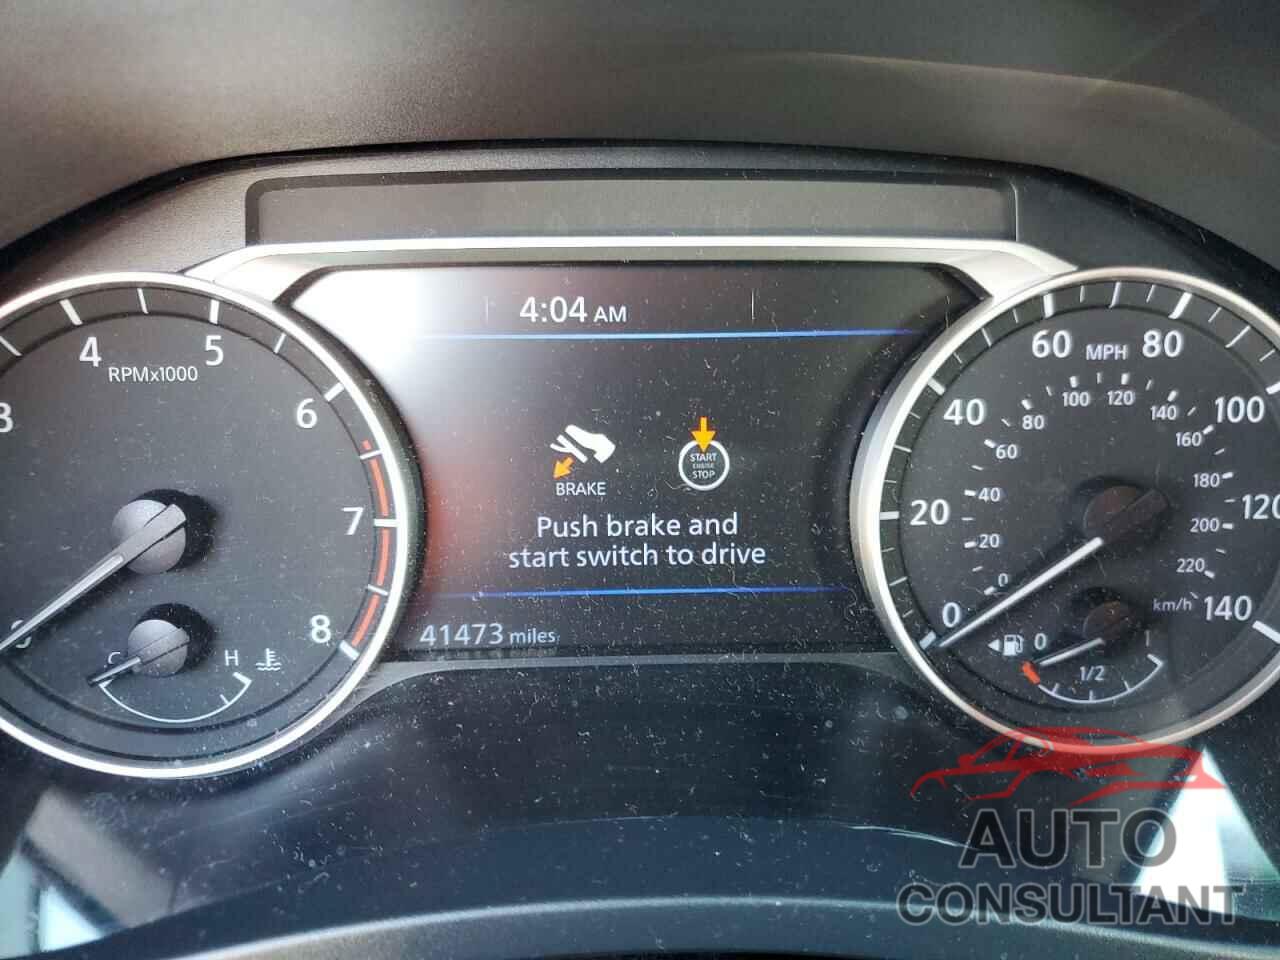 4:04 AM
3
4
5
6
7
8
RPMx1000
C
H
BRAKE
START
ENGINE
STOP
Push brake and
start switch to drive
41473 miles
0
20
40
60
80
100
120
140
MPH
0
20
40
60
80
100
120
140
160
180
200
220
km/h
0
1/2
1
AUTO
CONSULTANT